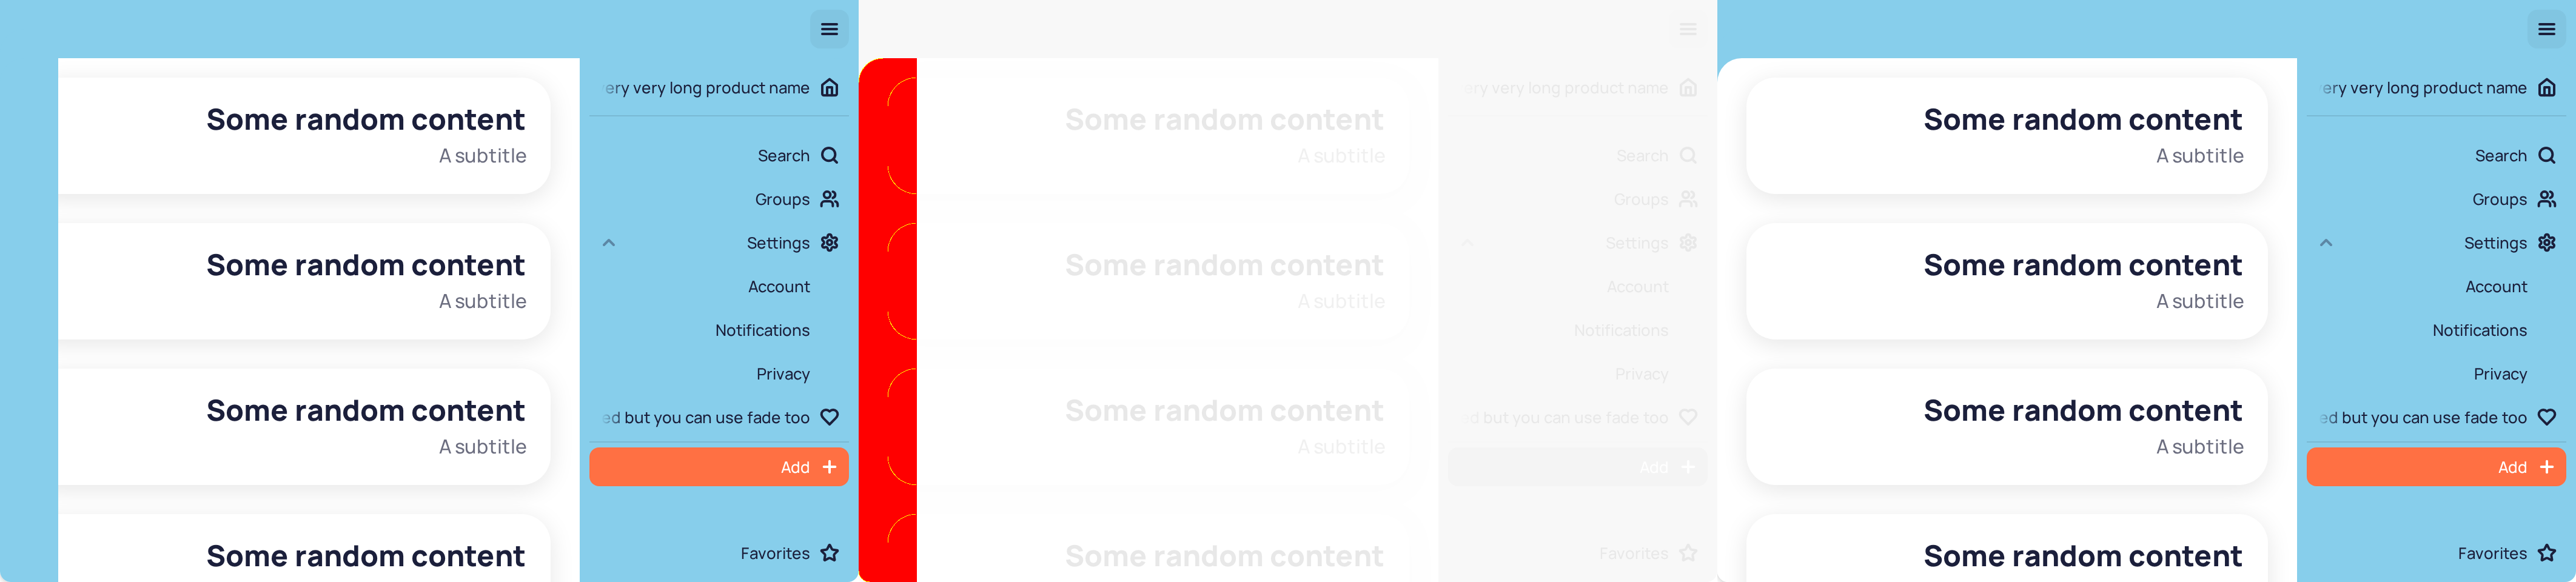 Some random content
A subtitle
Some random content
A subtitle
Some random content
A subtitle
Some random content
ery very long product name
Search
Groups
Settings
Account
Notifications
Privacy
ed but you can use fade too
Add
Favorites
Some random content
A subtitle
Some random content
A subtitle
Some random content
A subtitle
Some random content
ery very long product name
Search
Groups
Settings
Account
Notifications
Privacy
ed but you can use fade too
Add
Favorites
Some random content
A subtitle
Some random content
A subtitle
Some random content
A subtitle
Some random content
ery very long product name
Search
Groups
Settings
Account
Notifications
Privacy
ed but you can use fade too
Add
Favorites